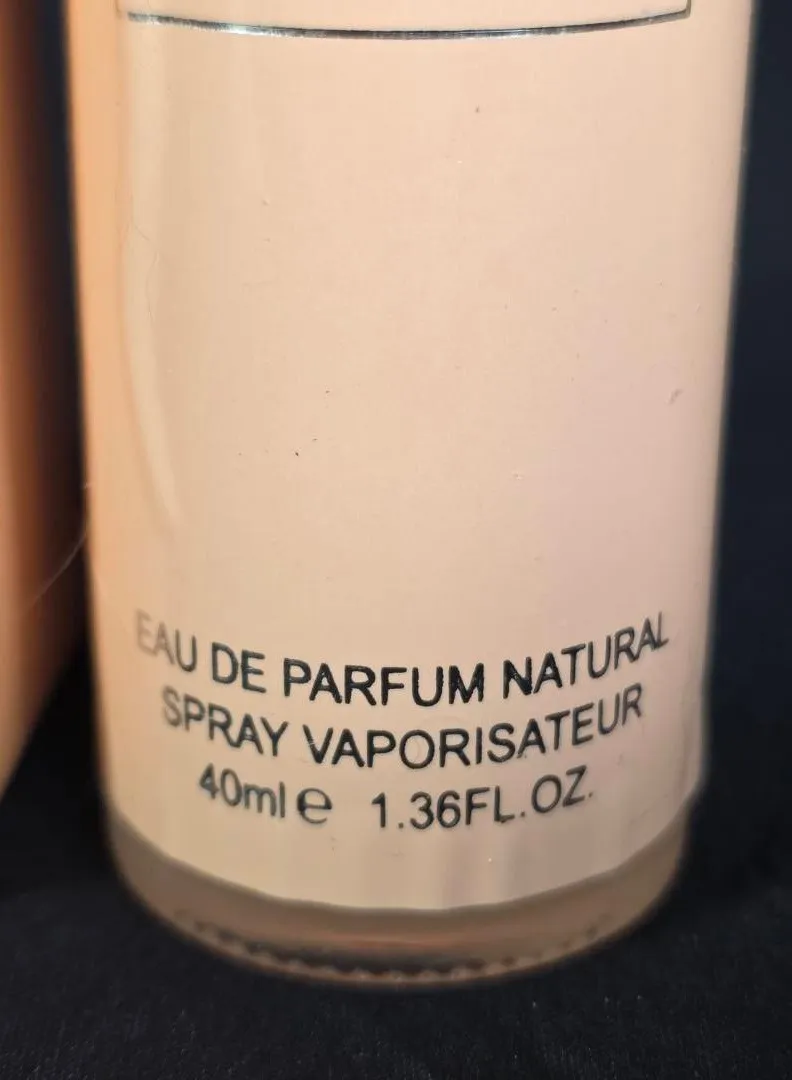 EAU DE PARFUM NATURAL
SPRAY VAPORISATEUR
40ml ℮ 1.36FL.OZ.